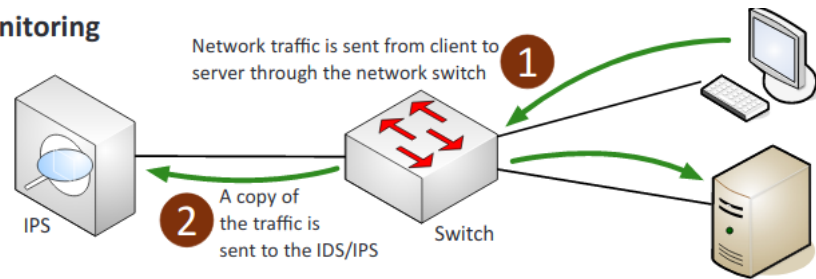 nitoring
Network traffic is sent from client to
server through the network switch
1
2
A copy of
the traffic is
sent to the IDS/IPS
IPS
Switch